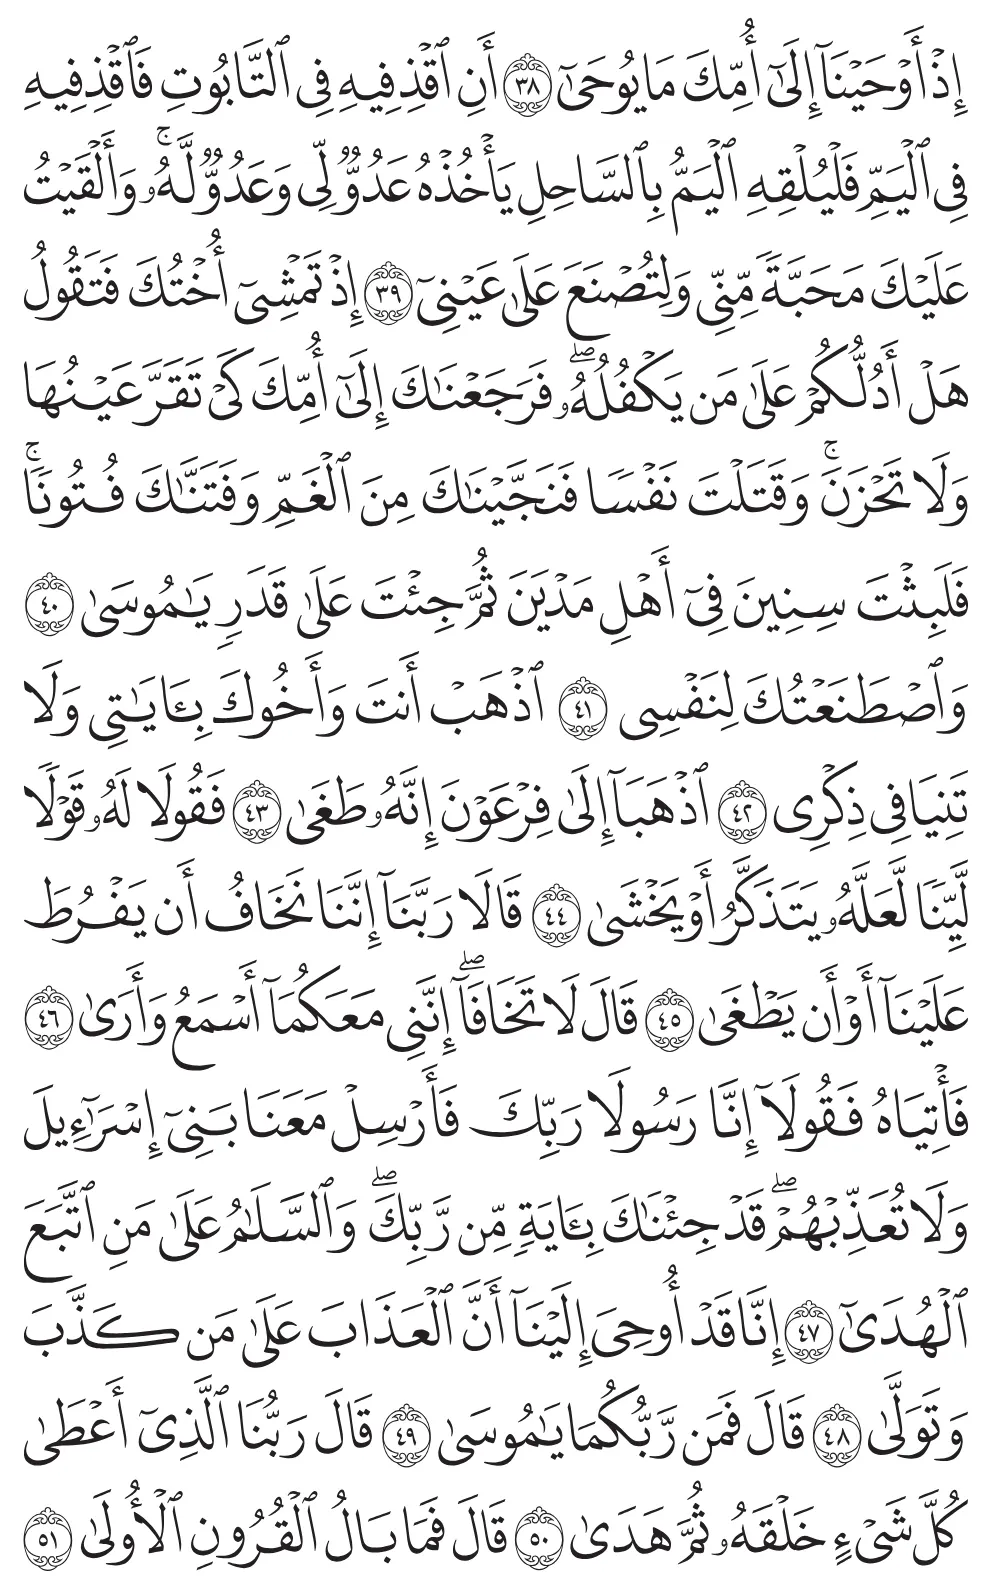 إِذۡ أَوۡحَيۡنَآ إِلَىٰٓ أُمِّكَ مَا يُوحَىٰٓ ٣٨ أَنِ ٱقۡذِفِيهِ فِي ٱلتَّابُوتِ فَٱقۡذِفِيهِ
فِي ٱلۡيَمِّ فَلۡيُلۡقِهِ ٱلۡيَمُّ بِٱلسَّاحِلِ يَأۡخُذۡهُ عَدُوّٞ لِّي وَعَدُوّٞ لَّهُۥۚ وَأَلۡقَيۡتُ
عَلَيۡكَ مَحَبَّةٗ مِّنِّي وَلِتُصۡنَعَ عَلَىٰ عَيۡنِيٓ ٣٩ إِذۡ تَمۡشِيٓ أُخۡتُكَ فَتَقُولُ
هَلۡ أَدُلُّكُمۡ عَلَىٰ مَن يَكۡفُلُهُۥۖ فَرَجَعۡنَٰكَ إِلَىٰٓ أُمِّكَ كَيۡ تَقَرَّ عَيۡنُهَا
وَلَا تَحۡزَنَۚ وَقَتَلۡتَ نَفۡسٗا فَنَجَّيۡنَٰكَ مِنَ ٱلۡغَمِّ وَفَتَنَّٰكَ فُتُونٗاۚ
فَلَبِثۡتَ سِنِينَ فِيٓ أَهۡلِ مَدۡيَنَ ثُمَّ جِئۡتَ عَلَىٰ قَدَرٖ يَٰمُوسَىٰ ٤٠
وَٱصۡطَنَعۡتُكَ لِنَفۡسِي ٤١ ٱذۡهَبۡ أَنتَ وَأَخُوكَ بِـَٔايَٰتِي وَلَا
تَنِيَا فِي ذِكۡرِي ٤٢ ٱذۡهَبَآ إِلَىٰ فِرۡعَوۡنَ إِنَّهُۥ طَغَىٰ ٤٣ فَقُولَا لَهُۥ قَوۡلٗا
لَّيِّنٗا لَّعَلَّهُۥ يَتَذَكَّرُ أَوۡ يَخۡشَىٰ ٤٤ قَالَا رَبَّنَآ إِنَّنَا نَخَافُ أَن يَفۡرُطَ
عَلَيۡنَآ أَوۡ أَن يَطۡغَىٰ ٤٥ قَالَ لَا تَخَافَآۖ إِنَّنِي مَعَكُمَآ أَسۡمَعُ وَأَرَىٰ ٤٦
فَأۡتِيَاهُ فَقُولَآ إِنَّا رَسُولَا رَبِّكَ فَأَرۡسِلۡ مَعَنَا بَنِيٓ إِسۡرَٰٓءِيلَ
وَلَا تُعَذِّبۡهُمۡۖ قَدۡ جِئۡنَٰكَ بِـَٔايَةٖ مِّن رَّبِّكَۖ وَٱلسَّلَٰمُ عَلَىٰ مَنِ ٱتَّبَعَ
ٱلۡهُدَىٰٓ ٤٧ إِنَّا قَدۡ أُوحِيَ إِلَيۡنَآ أَنَّ ٱلۡعَذَابَ عَلَىٰ مَن كَذَّبَ
وَتَوَلَّىٰ ٤٨ قَالَ فَمَن رَّبُّكُمَا يَٰمُوسَىٰ ٤٩ قَالَ رَبُّنَا ٱلَّذِيٓ أَعۡطَىٰ
كُلَّ شَيۡءٍ خَلۡقَهُۥ ثُمَّ هَدَىٰ ٥٠ قَالَ فَمَا بَالُ ٱلۡقُرُونِ ٱلۡأُولَىٰ ٥١